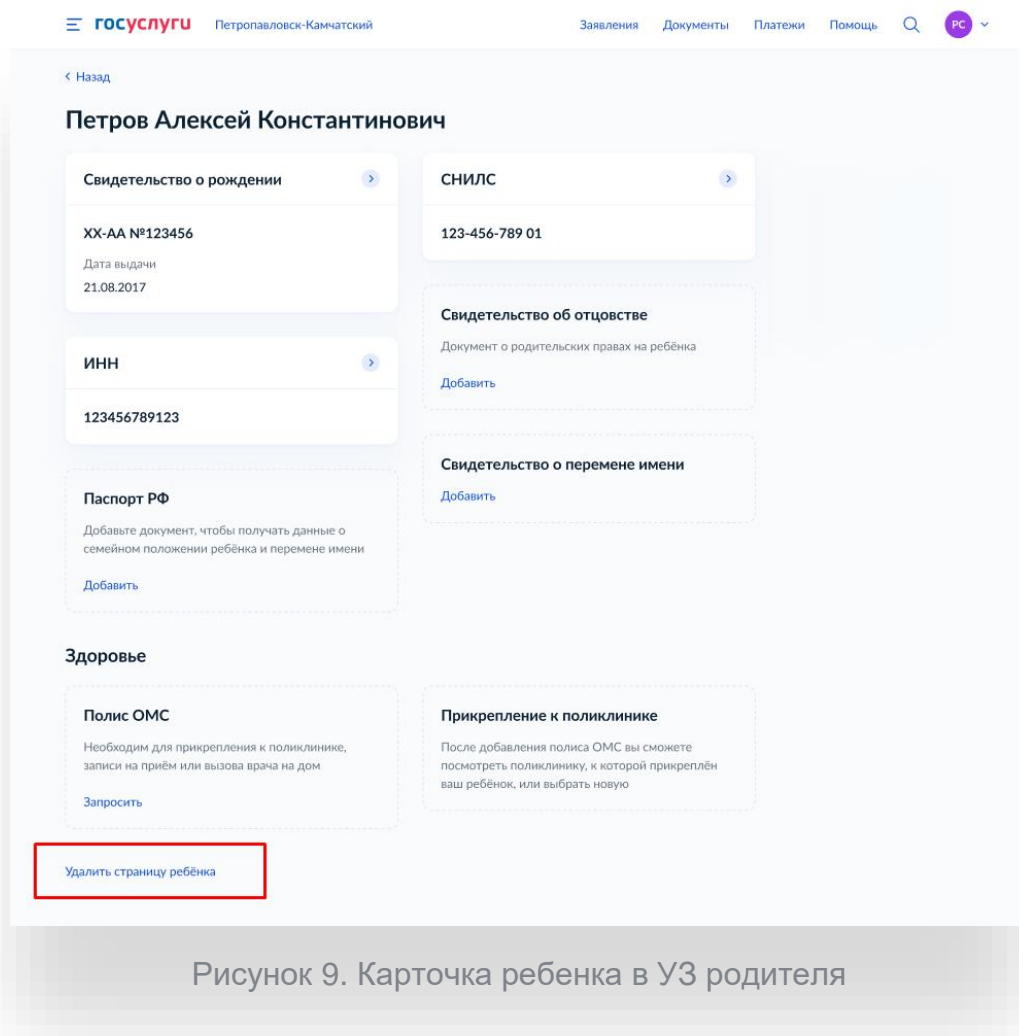 госуслуги Петропавловск-Камчатский Заявления Документы Платежи Помощь РС
Назад
Петров Алексей Константинович
Свидетельство о рождении
ХХ-АА №123456
Дата выдачи
21.08.2017
СНИЛС
123-456-789 01
Свидетельство об отцовстве
Документ о родительских правах на ребёнка
Добавить
ИНН
123456789123
Свидетельство о перемене имени
Добавить
Паспорт РФ
Добавьте документ, чтобы получать данные о
семейном положении ребёнка и перемене имени
Добавить
Здоровье
Полис ОМС
Необходим для прикрепления к поликлинике,
записи на приём или вызова врача на дом
Запросить
Прикрепление к поликлинике
После добавления полиса ОМС вы сможете
посмотреть поликлинику, к которой прикреплён
ваш ребёнок, или выбрать новую
Удалить страницу ребёнка
Рисунок 9. Карточка ребенка в УЗ родителя